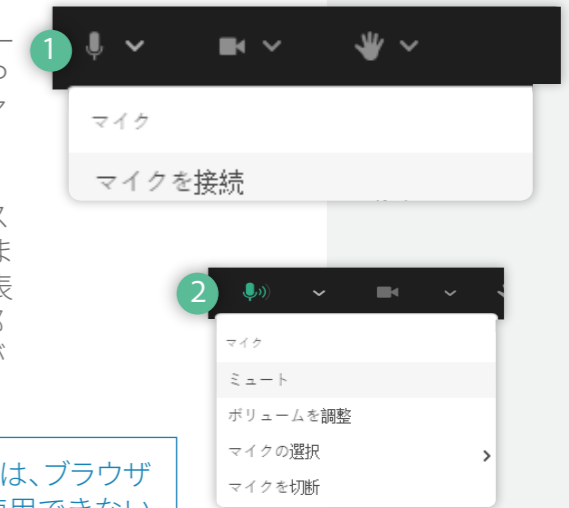 1
マイク
マイクを接続
2
マイク
ミュート
ボリュームを調整
マイクの選択
マイクを切断
は、ブラウザ